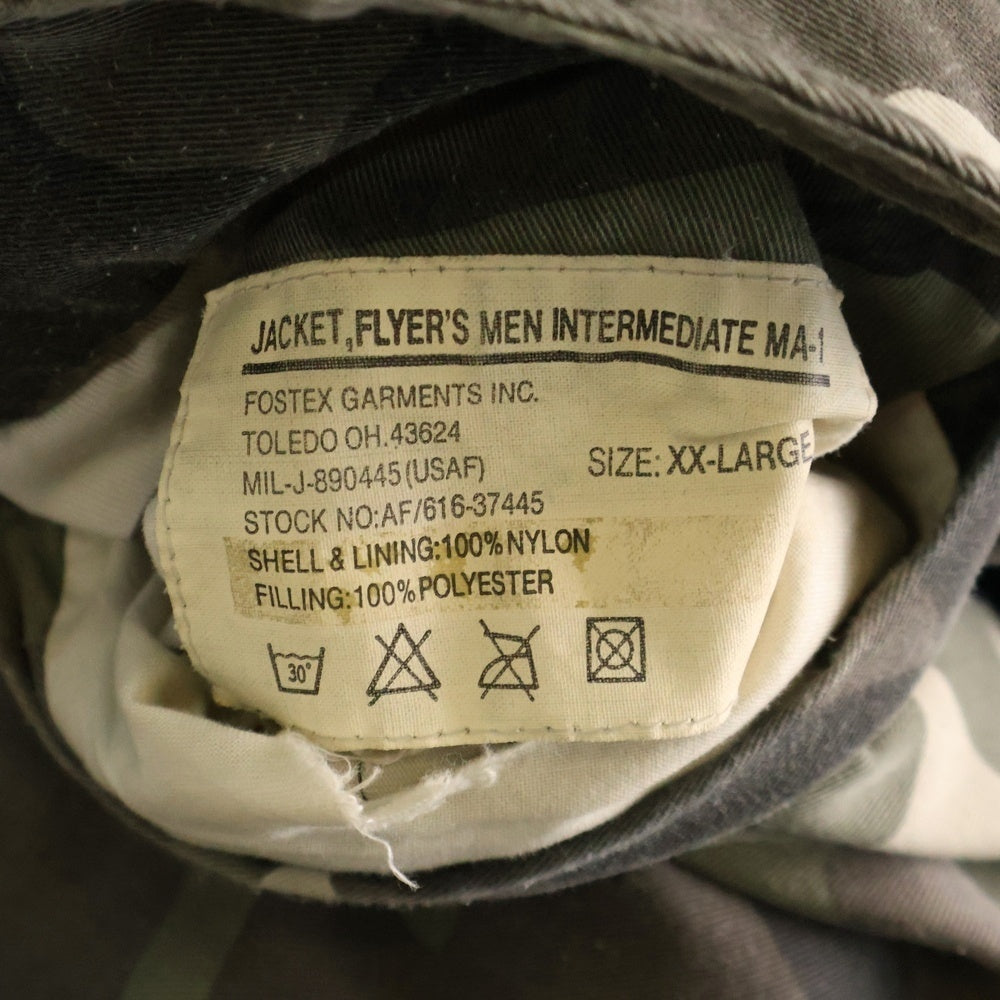 JACKET,FLYER'S MEN INTERMEDIATE MA-1
FOSTEX GARMENTS INC.
TOLEDO OH.43624
MIL-J-890445(USAF)
SIZE: XX-LARGE
STOCK NO:AF/616-37445
SHELL & LINING:100%NYLON
FILLING:100%POLYESTER
30°